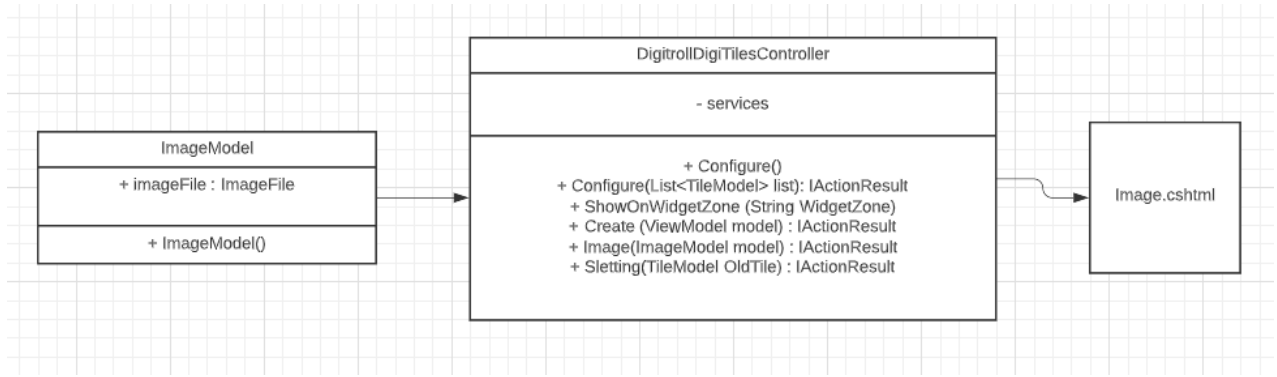 ImageModel
+ imageFile : ImageFile
+ ImageModel()
DigitrollDigiTilesController
- services
+ Configure()
+ Configure(List<TileModel> list): IActionResult
+ ShowOnWidgetZone (String WidgetZone)
+ Create (ViewModel model) : IActionResult
+ Image(ImageModel model) : IActionResult
+ Sletting(TileModel OldTile) : IActionResult
Image.cshtml